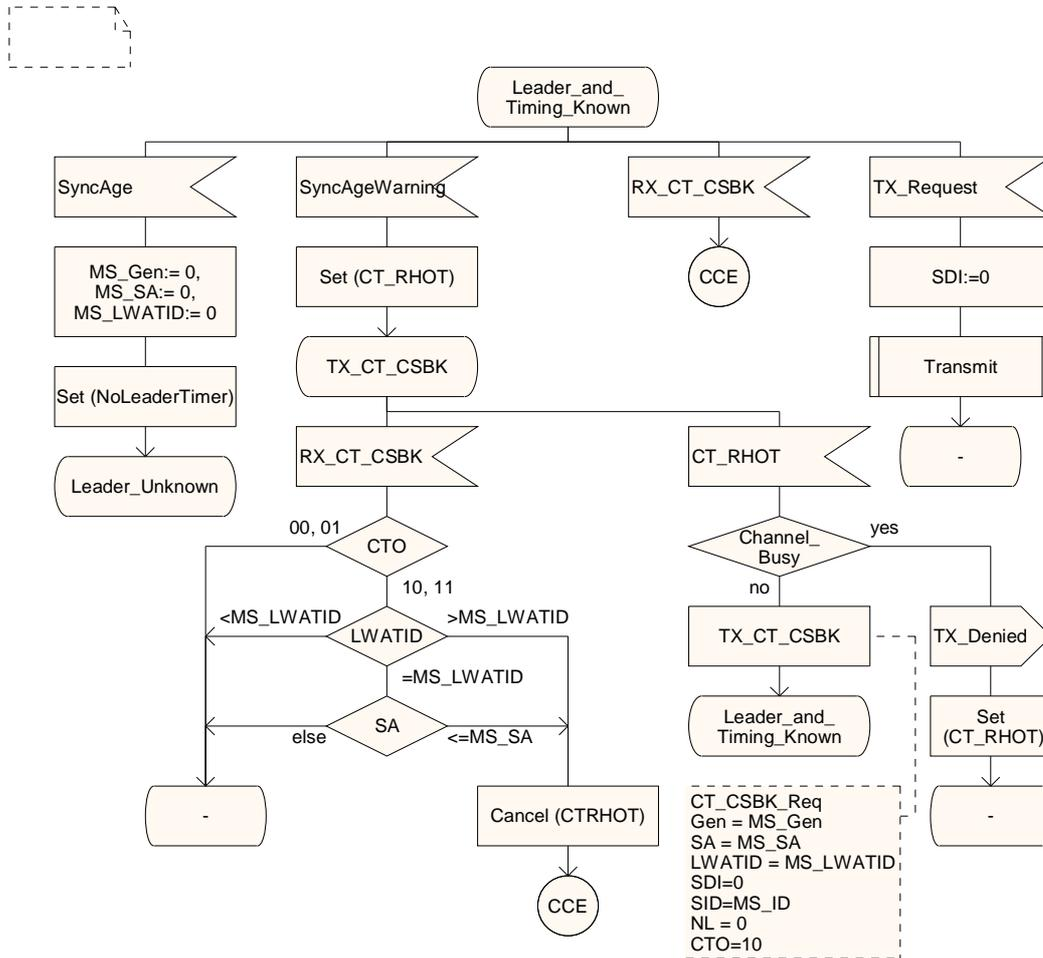 Leader_and_
Timing_Known
SyncAge
SyncAgeWarning
RX_CT_CSBK
TX_Request
MS_Gen:= 0,
MS_SA:= 0,
MS_LWATID:= 0
Set (CT_RHOT)
CCE
SDI:=0
TX_CT_CSBK
Transmit
Set (NoLeaderTimer)
Leader_Unknown
RX_CT_CSBK
CT_RHOT
-
00, 01
CTO
10, 11
Channel_
Busy
yes
no
<MS_LWATID
LWATID
>MS_LWATID
=MS_LWATID
TX_CT_CSBK
TX_Denied
else
SA
<=MS_SA
Leader_and_
Timing_Known
Set
(CT_RHOT)
-
Cancel (CTRHOT)
-
CCE
CT_CSBK_Req
Gen = MS_Gen
SA = MS_SA
LWATID = MS_LWATID
SDI=0
SID=MS_ID
NL = 0
CTO=10